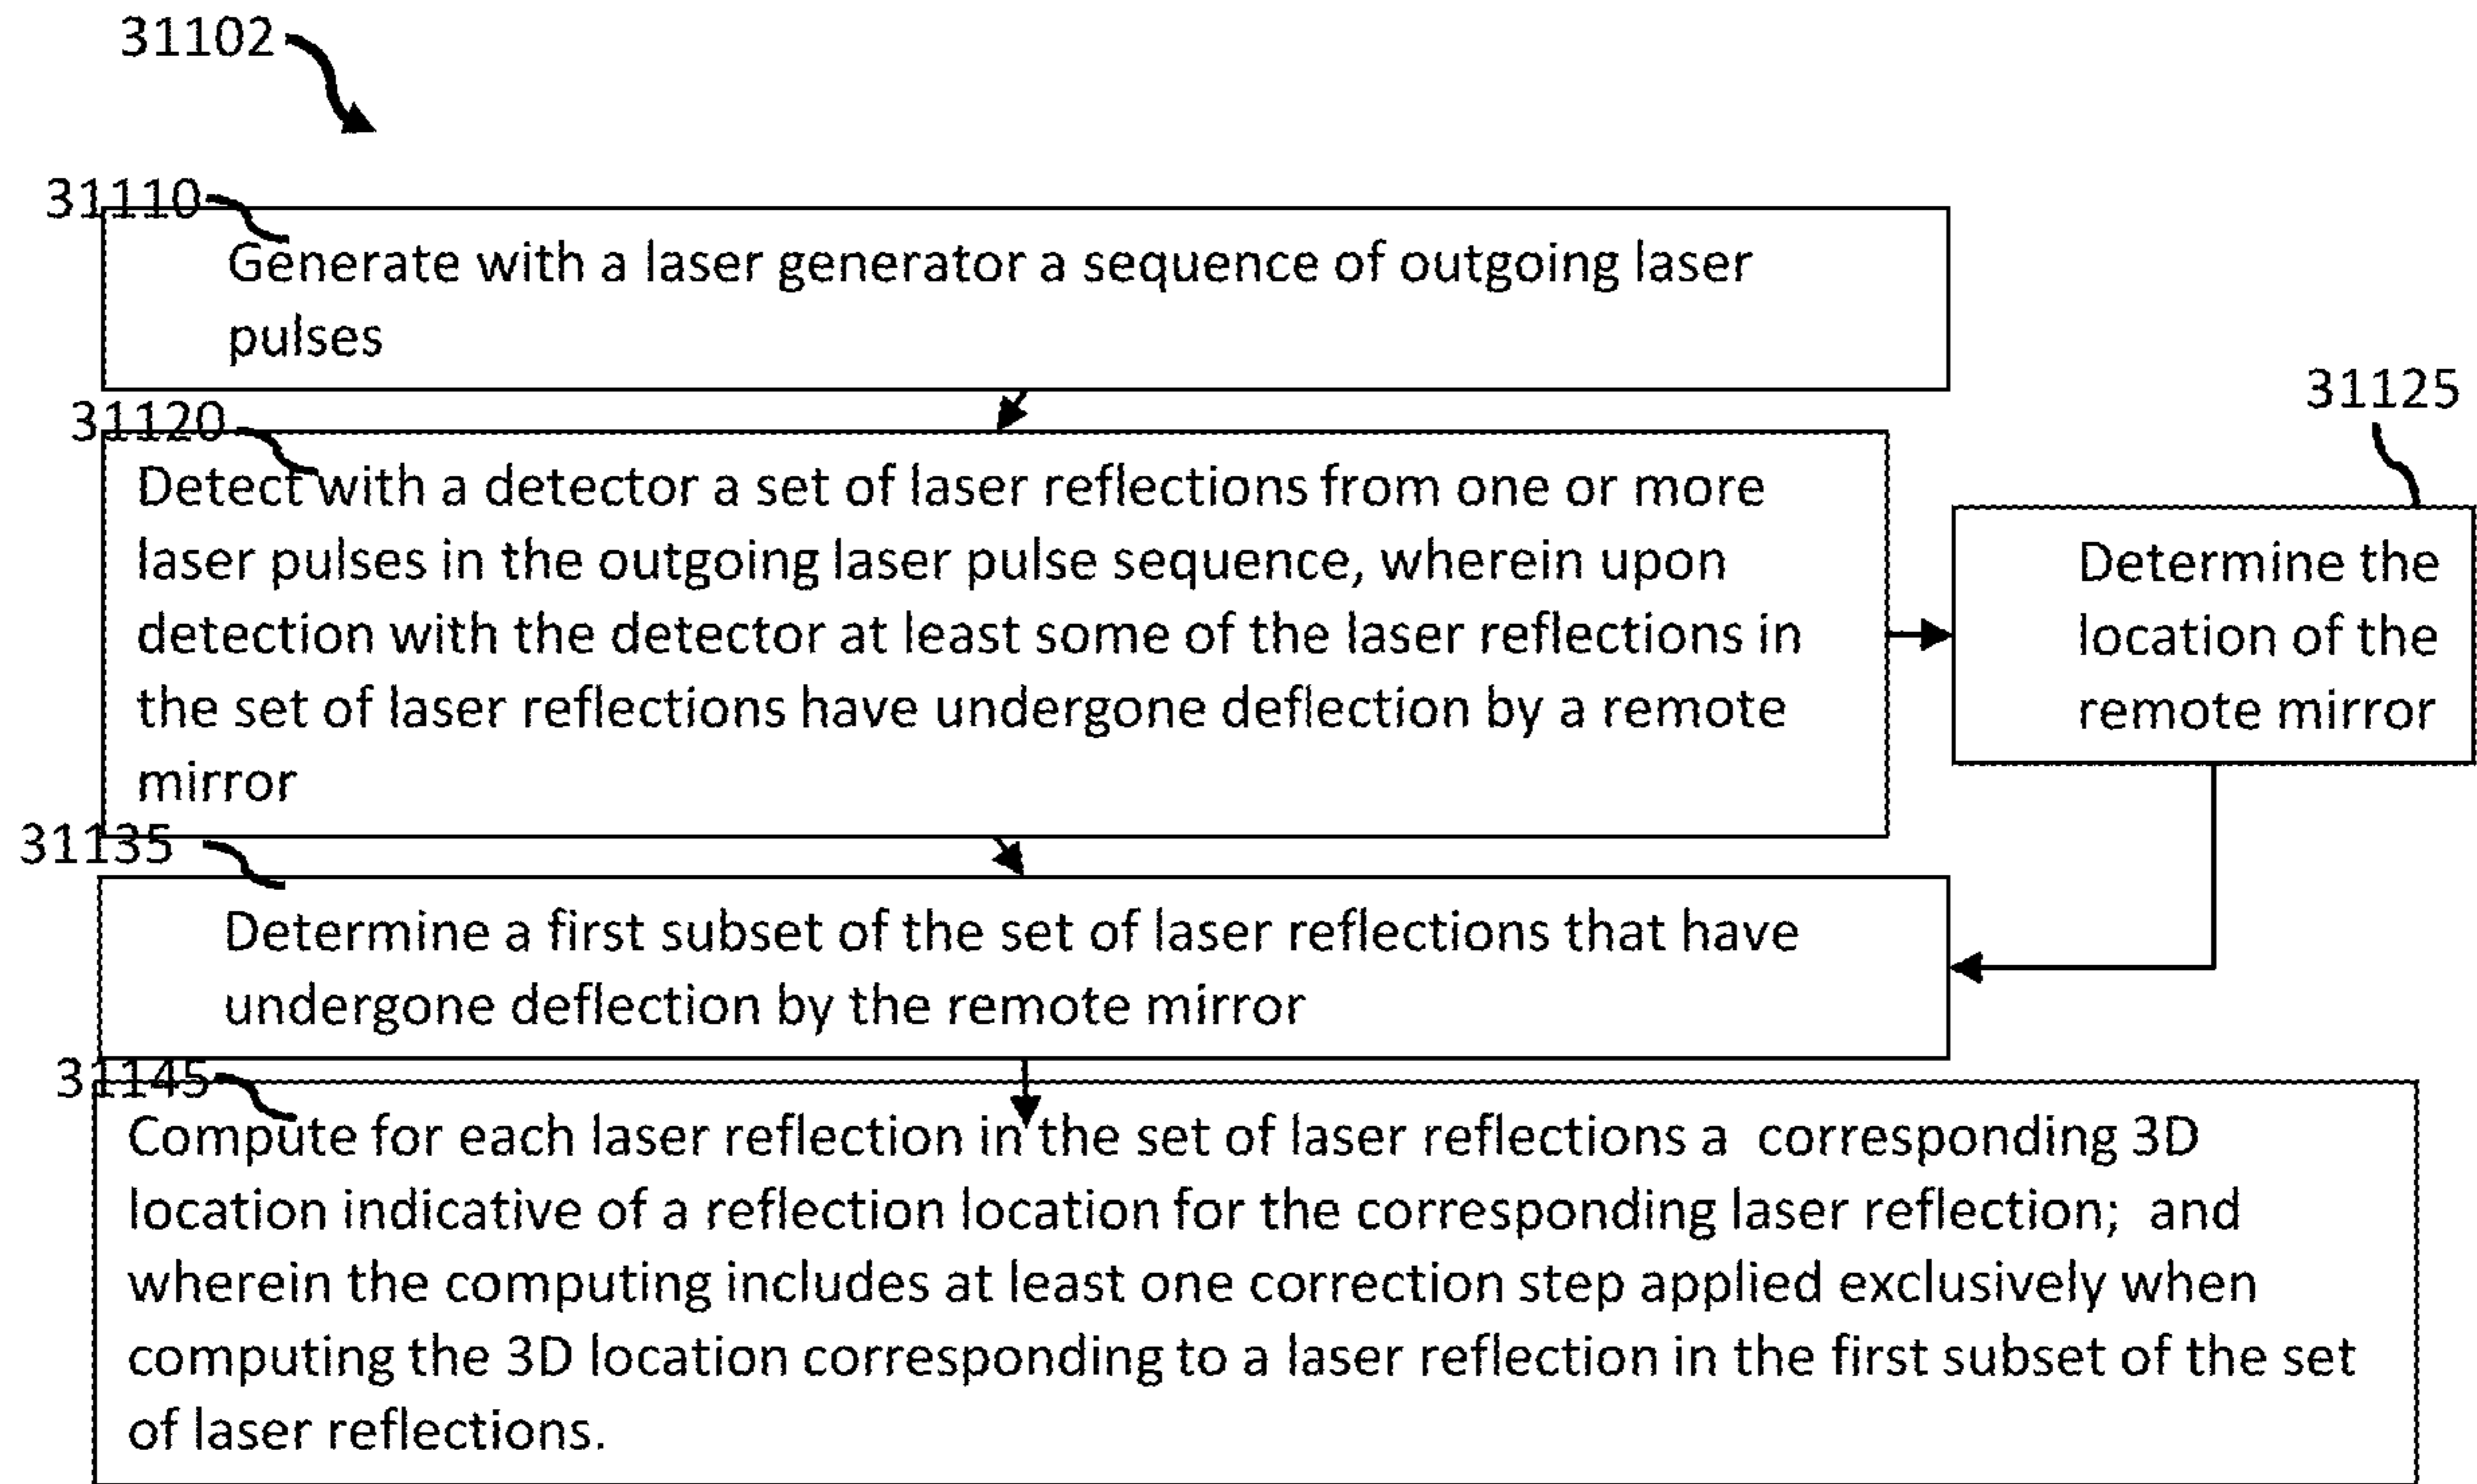 31102
31110
Generate with a laser generator a sequence of outgoing laser
pulses
31120
Detect with a detector a set of laser reflections from one or more
laser pulses in the outgoing laser pulse sequence, wherein upon
detection with the detector at least some of the laser reflections in
the set of laser reflections have undergone deflection by a remote
mirror
31125
Determine the
location of the
remote mirror
31135
Determine a first subset of the set of laser reflections that have
undergone deflection by the remote mirror
31145
Compute for each laser reflection in the set of laser reflections a corresponding 3D
location indicative of a reflection location for the corresponding laser reflection; and
wherein the computing includes at least one correction step applied exclusively when
computing the 3D location corresponding to a laser reflection in the first subset of the set
of laser reflections.